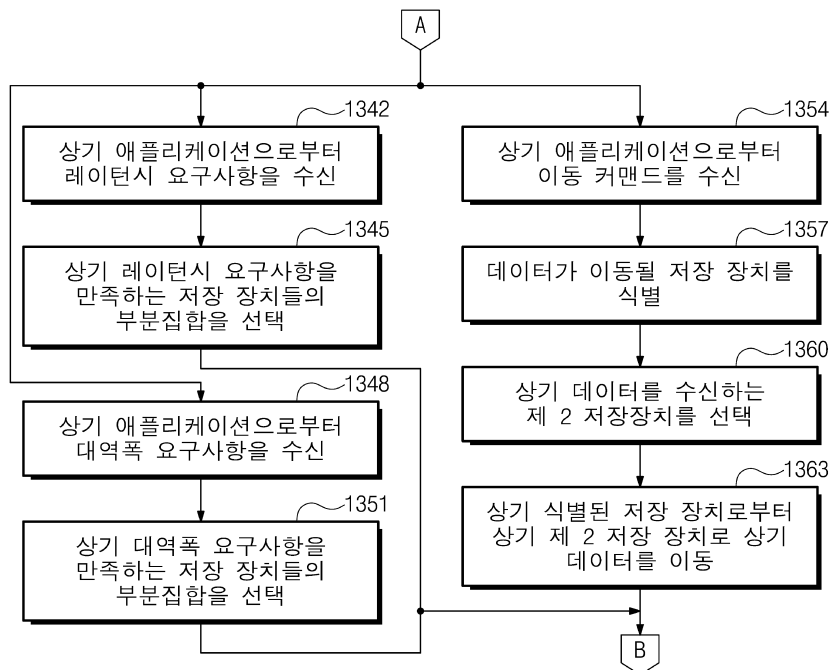 A
1342
상기 애플리케이션으로부터
레이턴시 요구사항을 수신
1345
상기 레이턴시 요구사항을
만족하는 저장 장치들의
부분집합을 선택
1348
상기 애플리케이션으로부터
대역폭 요구사항을 수신
1351
상기 대역폭 요구사항을
만족하는 저장 장치들의
부분집합을 선택
1354
상기 애플리케이션으로부터
이동 커맨드를 수신
1357
데이터가 이동될 저장 장치를
식별
1360
상기 데이터를 수신하는
제 2 저장장치를 선택
1363
상기 식별된 저장 장치로부터
상기 제 2 저장 장치로 상기
데이터를 이동
B